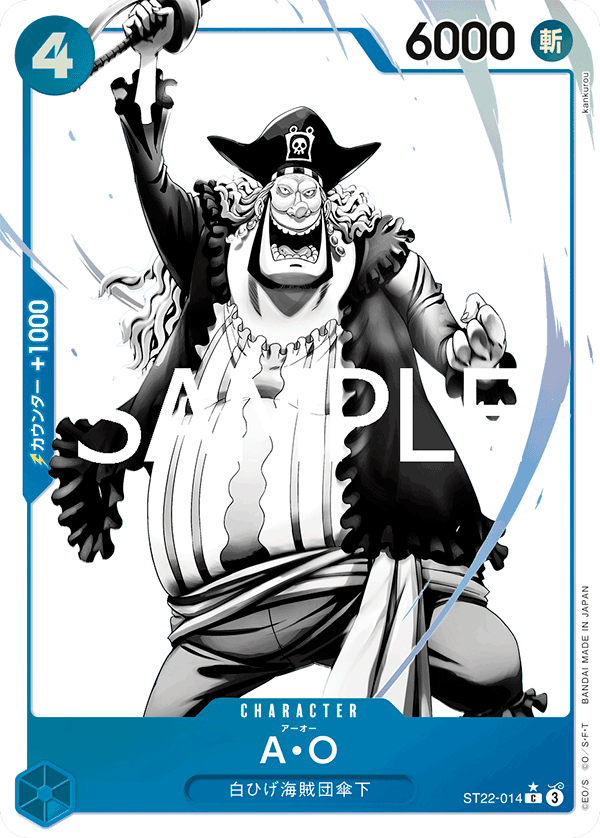 4
6000 斬
kankurou
カウンター +1000
SAMPLE
CHARACTER
アーオー
A・O
白ひげ海賊団傘下
ST22-014 C 3
©E.O/S ©O/S・F・T BANDAI MADE IN JAPAN